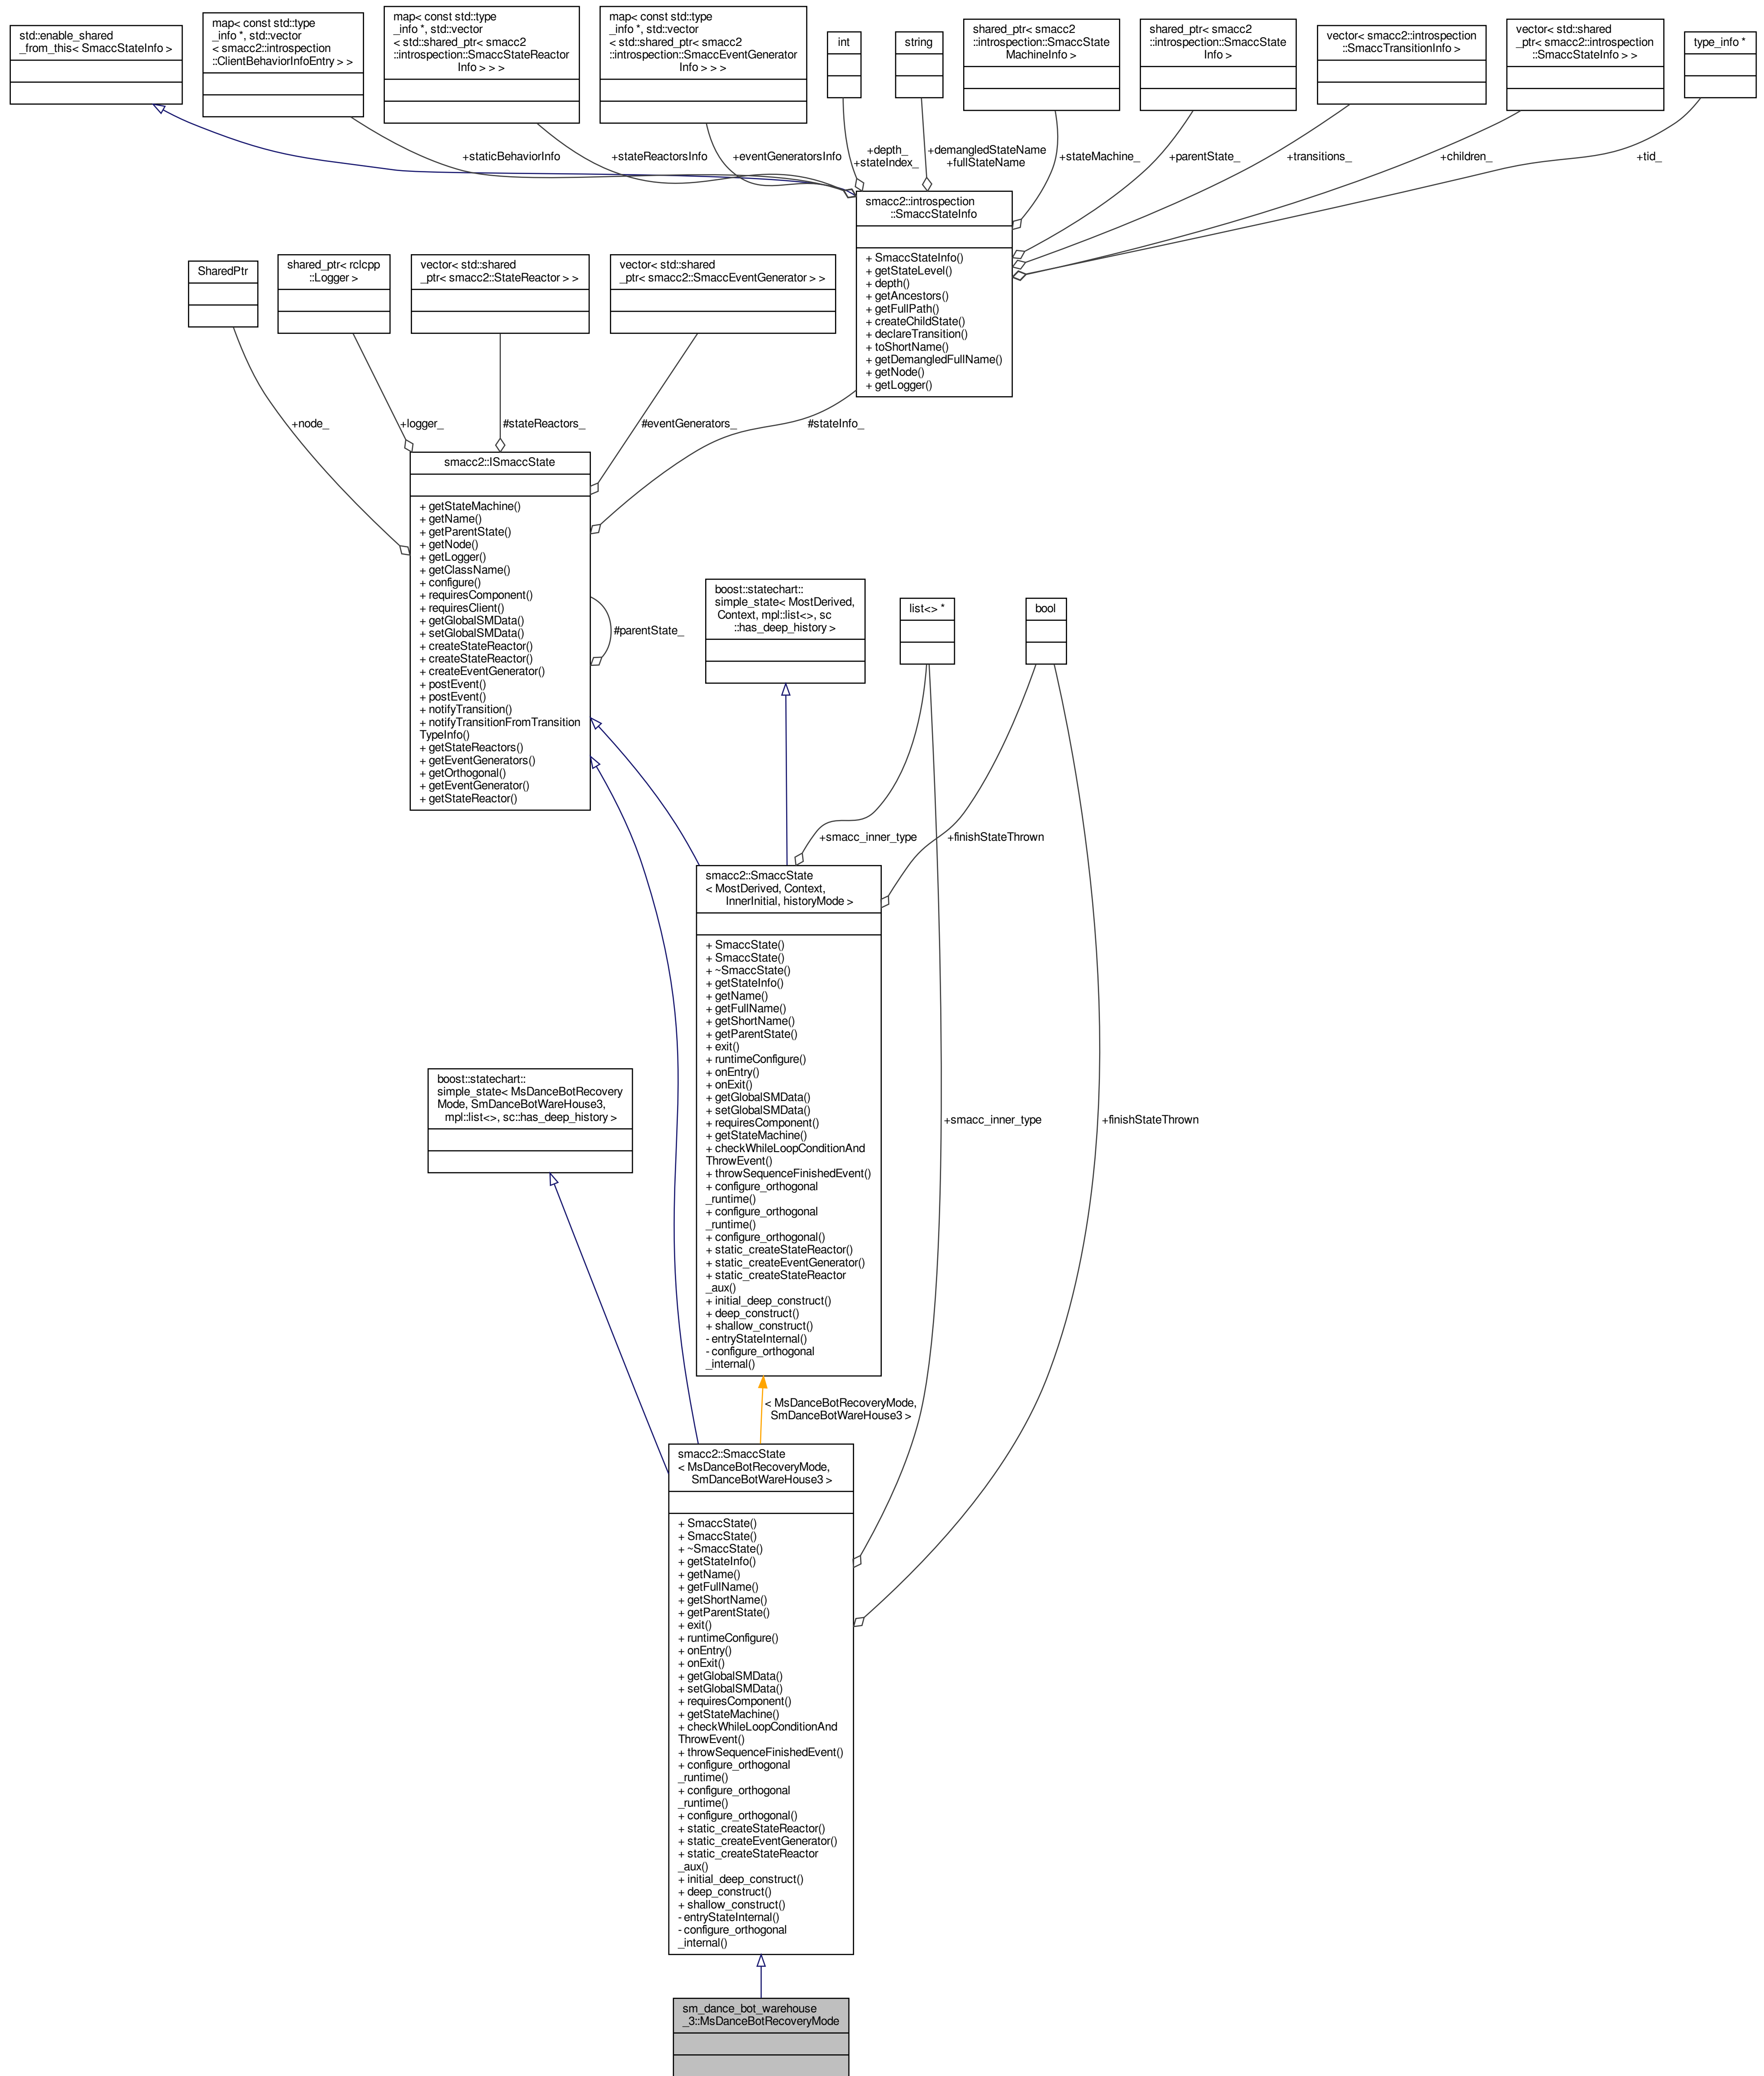 std::enable_shared
_from_this< SmaccStateInfo >
map< const std::type
_info *, std::vector
< smacc2::introspection
::ClientBehaviorInfoEntry > >
map< const std::type
_info *, std::vector
< std::shared_ptr< smacc2
::introspection::SmaccStateReactor
Info > > >
map< const std::type
_info *, std::vector
< std::shared_ptr< smacc2
::introspection::SmaccEventGenerator
Info > > >
int
string
shared_ptr< smacc2
::introspection::SmaccState
MachineInfo >
shared_ptr< smacc2
::introspection::SmaccState
Info >
vector< smacc2::introspection
::SmaccTransitionInfo >
vector< std::shared
_ptr< smacc2::introspection
::SmaccStateInfo > >
type_info *
+staticBehaviorInfo
+stateReactorsInfo
+eventGeneratorsInfo
+depth_
+stateIndex_
+demangledStateName
+fullStateName
+stateMachine_
+parentState_
+transitions_
+children_
+tid_
smacc2::introspection
::SmaccStateInfo
+ SmaccStateInfo()
+ getStateLevel()
+ depth()
+ getAncestors()
+ getFullPath()
+ createChildState()
+ declareTransition()
+ toShortName()
+ getDemangledFullName()
+ getNode()
+ getLogger()
SharedPtr
shared_ptr< rclcpp
::Logger >
vector< std::shared
_ptr< smacc2::StateReactor > >
vector< std::shared
_ptr< smacc2::SmaccEventGenerator > >
+node_
+logger_
#stateReactors_
#eventGenerators_
#stateInfo_
smacc2::ISmaccState
+ getStateMachine()
+ getName()
+ getParentState()
+ getNode()
+ getLogger()
+ getClassName()
+ configure()
+ requiresComponent()
+ requiresClient()
+ getGlobalSMData()
+ setGlobalSMData()
+ createStateReactor()
+ createStateReactor()
+ createEventGenerator()
+ postEvent()
+ postEvent()
+ notifyTransition()
+ notifyTransitionFromTransition
TypeInfo()
+ getStateReactors()
+ getEventGenerators()
+ getOrthogonal()
+ getEventGenerator()
+ getStateReactor()
#parentState_
boost::statechart::
simple_state< MostDerived,
Context, mpl::list<>, sc
::has_deep_history >
list<> *
bool
+smacc_inner_type
+finishStateThrown
smacc2::SmaccState
< MostDerived, Context,
InnerInitial, historyMode >
+ SmaccState()
+ SmaccState()
+ ~SmaccState()
+ getStateInfo()
+ getName()
+ getFullName()
+ getShortName()
+ getParentState()
+ exit()
+ runtimeConfigure()
+ onEntry()
+ onExit()
+ getGlobalSMData()
+ setGlobalSMData()
+ requiresComponent()
+ getStateMachine()
+ checkWhileLoopConditionAnd
ThrowEvent()
+ throwSequenceFinishedEvent()
+ configure_orthogonal
_runtime()
+ configure_orthogonal
_runtime()
+ configure_orthogonal()
+ static_createStateReactor()
+ static_createEventGenerator()
+ static_createStateReactor
_aux()
+ initial_deep_construct()
+ deep_construct()
+ shallow_construct()
- entryStateInternal()
- configure_orthogonal
_internal()
boost::statechart::
simple_state< MsDanceBotRecovery
Mode, SmDanceBotWareHouse3,
mpl::list<>, sc::has_deep_history >
+smacc_inner_type
+finishStateThrown
< MsDanceBotRecoveryMode,
SmDanceBotWareHouse3 >
smacc2::SmaccState
< MsDanceBotRecoveryMode,
SmDanceBotWareHouse3 >
+ SmaccState()
+ SmaccState()
+ ~SmaccState()
+ getStateInfo()
+ getName()
+ getFullName()
+ getShortName()
+ getParentState()
+ exit()
+ runtimeConfigure()
+ onEntry()
+ onExit()
+ getGlobalSMData()
+ setGlobalSMData()
+ requiresComponent()
+ getStateMachine()
+ checkWhileLoopConditionAnd
ThrowEvent()
+ throwSequenceFinishedEvent()
+ configure_orthogonal
_runtime()
+ configure_orthogonal
_runtime()
+ configure_orthogonal()
+ static_createStateReactor()
+ static_createEventGenerator()
+ static_createStateReactor
_aux()
+ initial_deep_construct()
+ deep_construct()
+ shallow_construct()
- entryStateInternal()
- configure_orthogonal
_internal()
sm_dance_bot_warehouse
_3::MsDanceBotRecoveryMode